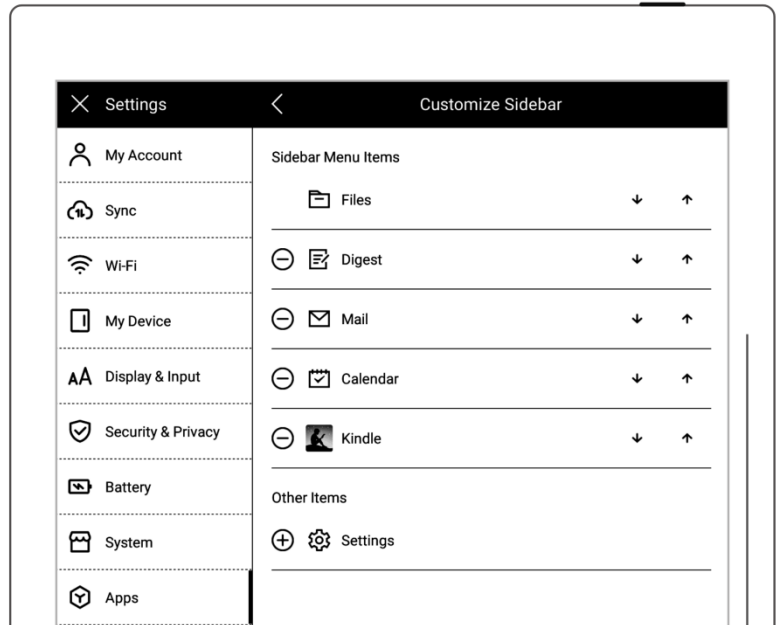 Settings
Customize Sidebar
My Account
Sync
Wi-Fi
My Device
Display & Input
Security & Privacy
Battery
System
Apps
Sidebar Menu Items
Files
Digest
Mail
Calendar
Kindle
Other Items
Settings